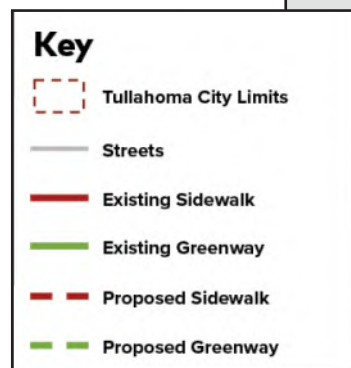 Key
Tullahoma City Limits
Streets
Existing Sidewalk
Existing Greenway
Proposed Sidewalk
Proposed Greenway